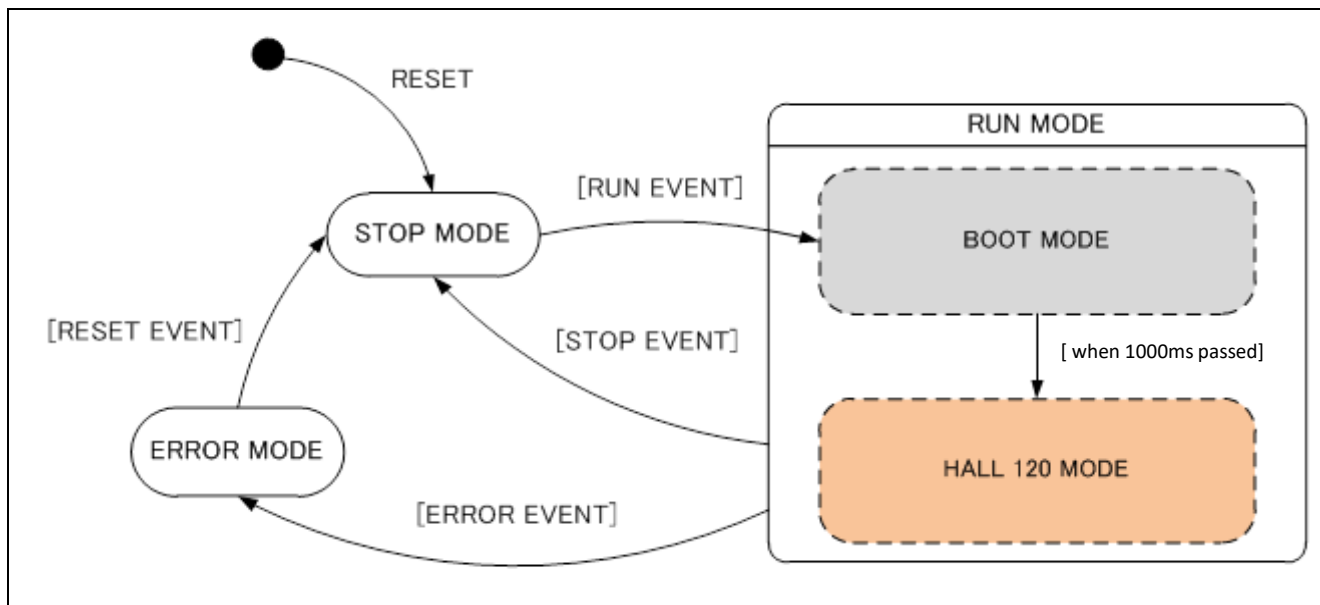 RESET
RUN MODE
[RUN EVENT]
STOP MODE
BOOT MODE
[RESET EVENT]
[STOP EVENT]
[ when 1000ms passed]
ERROR MODE
HALL 120 MODE
[ERROR EVENT]